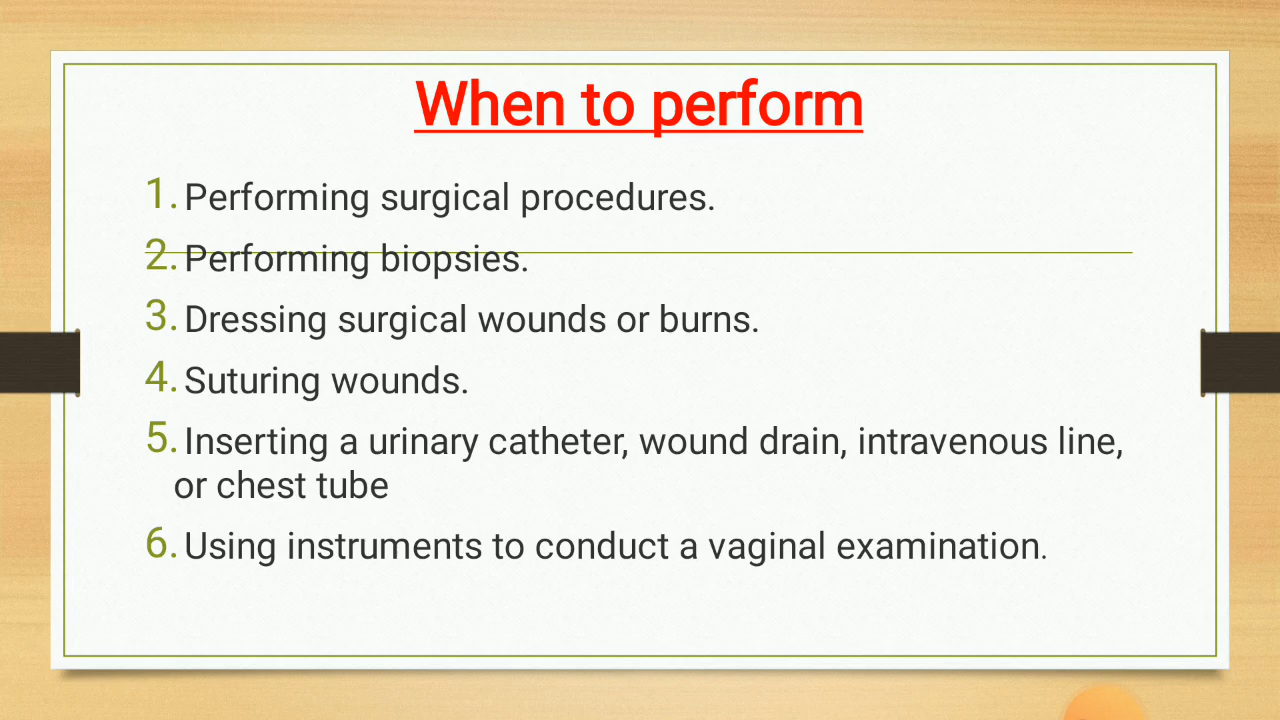 When to perform
1. Performing surgical procedures.
2. Performing biopsies.
3. Dressing surgical wounds or burns.
4. Suturing wounds.
5. Inserting a urinary catheter, wound drain, intravenous line,
or chest tube
6. Using instruments to conduct a vaginal examination.